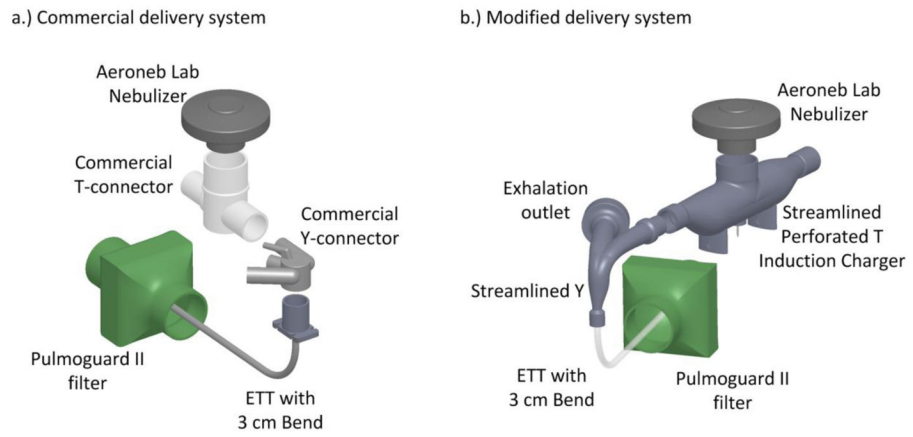 a.) Commercial delivery system
Aeroneb Lab
Nebulizer
Commercial
T-connector
Commercial
Y-connector
Pulmoguard II
filter
ETT with
3 cm Bend
b.) Modified delivery system
Aeroneb Lab
Nebulizer
Exhalation
outlet
Streamlined
Perforated T
Induction Charger
Streamlined Y
ETT with
3 cm Bend
Pulmoguard II
filter